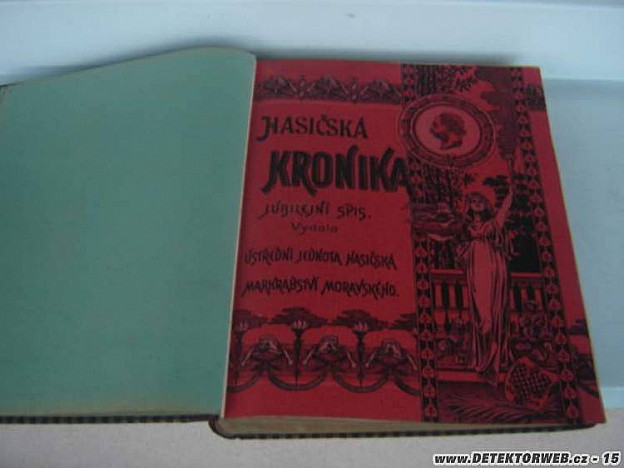 HASIČSKÁ
KRONIKA
JUBILEJNÍ SPIS.
Vydala
ÚSTŘEDNÍ JEDNOTA HASIČSKÁ
MARKRABSTVÍ MORAVSKÉHO.
www.DETEKTORWEB.cz - 15